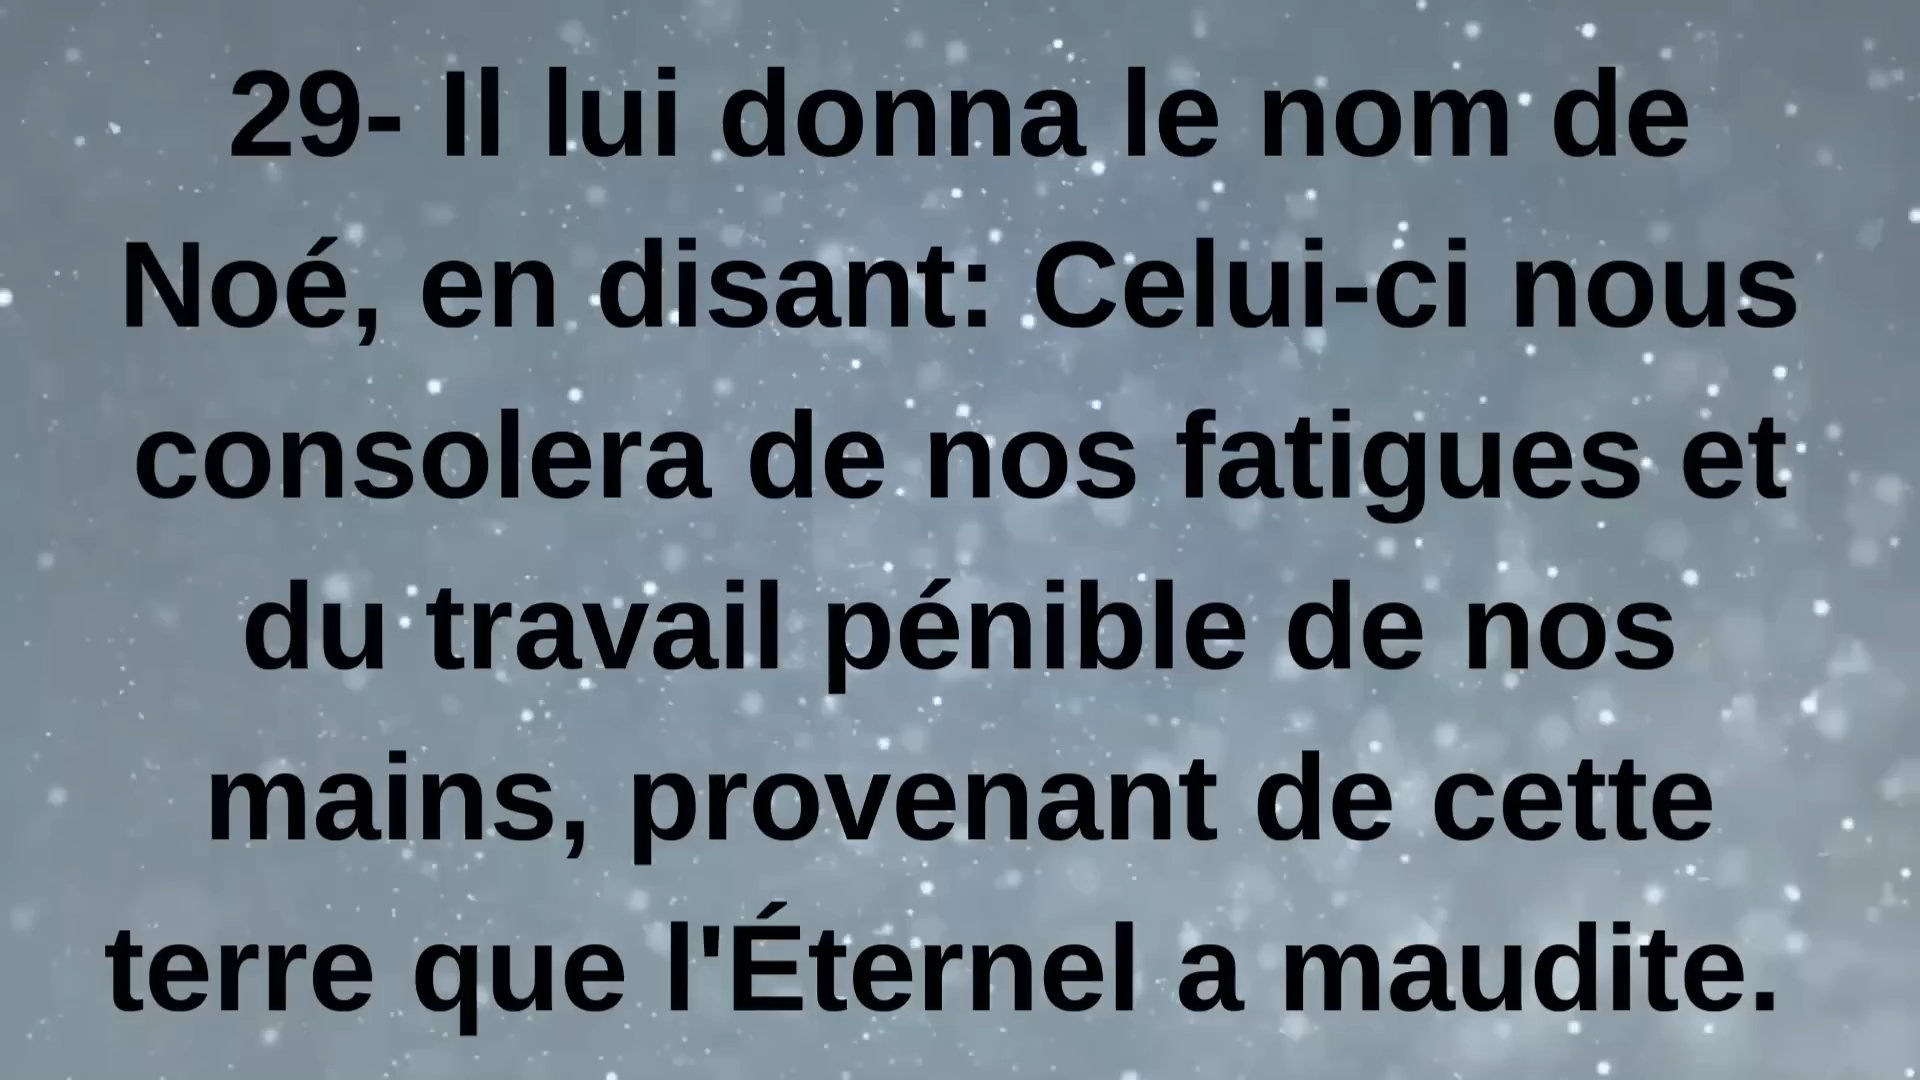 29- Il lui donna le nom de
Noé, en disant: Celui-ci nous
consolera de nos fatigues et
du travail pénible de nos
mains, provenant de cette
terre que l'Éternel a maudite.